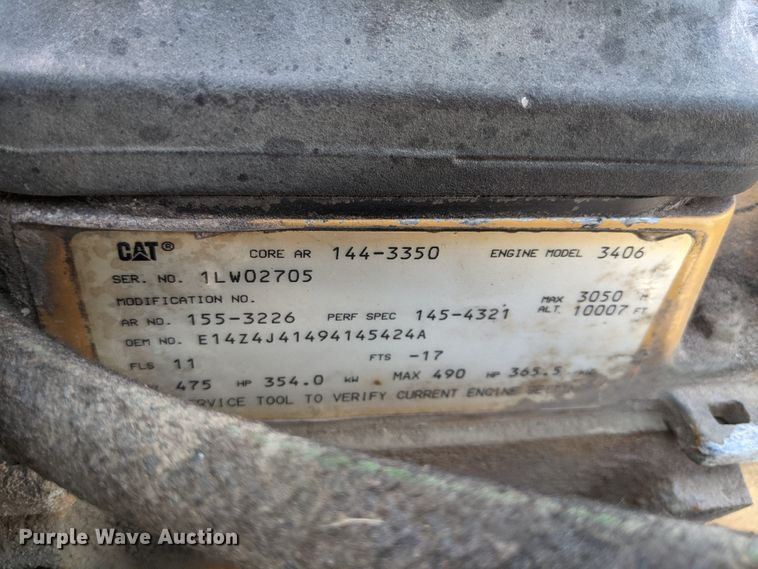 CAT® CORE AR 144-3350 ENGINE MODEL 3406
SER. NO. 1LW02705
MODIFICATION NO. MAX 3050 M
AR NO. 155-3226 PERF SPEC 145-4321 ALT. 10007 FT
OEM NO. E14Z4J41494145424A
FLS 11 FTS -17
475 HP 354.0 KW MAX 490 HP 365.5
TOOL TO VERIFY CURRENT ENGINE
Purple Wave Auction